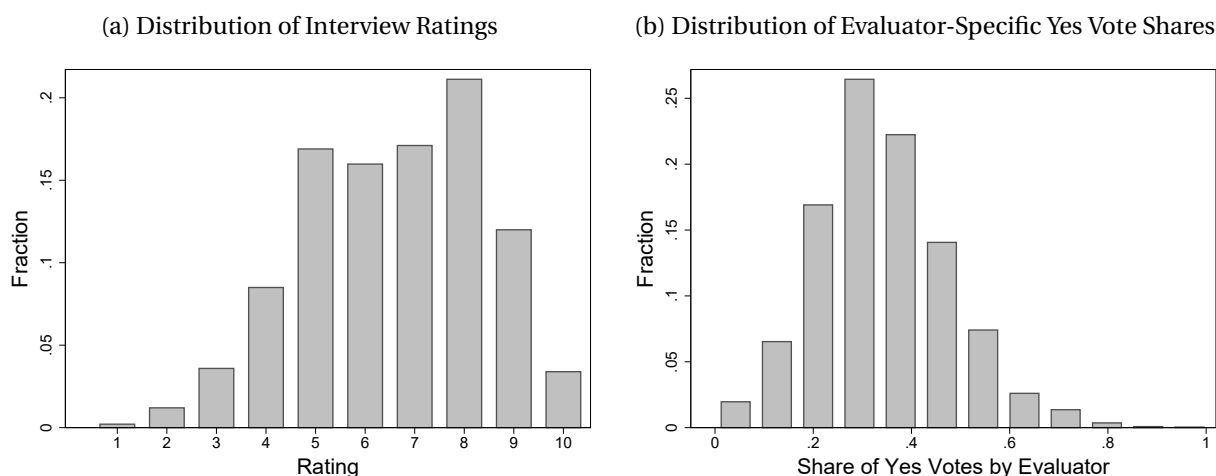 (a) Distribution of Interview Ratings
(b) Distribution of Evaluator-Specific Yes Vote Shares
.2
.15
.1
.05
0
Fraction
1 2 3 4 5 6 7 8 9 10
Rating
.25
.2
.15
.1
.05
0
Fraction
0 .2 .4 .6 .8 1
Share of Yes Votes by Evaluator